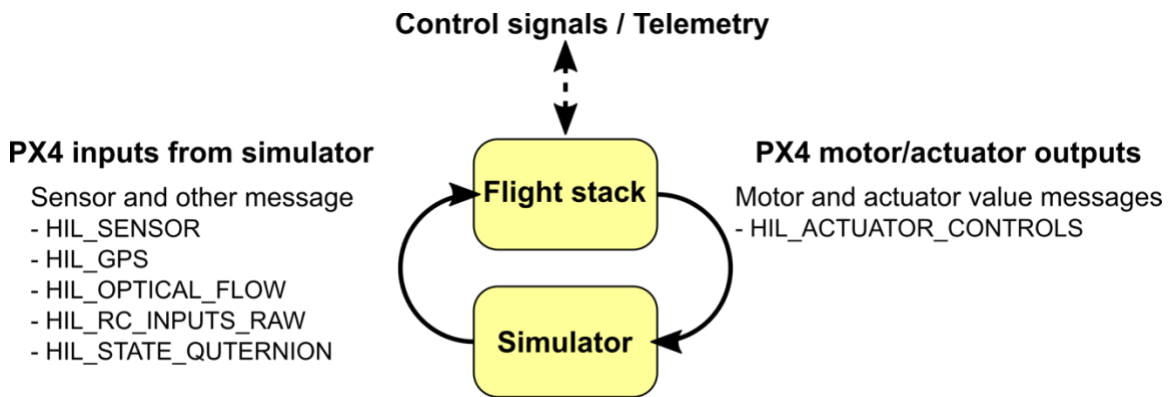 Control signals / Telemetry
PX4 inputs from simulator
Sensor and other message
- HIL_SENSOR
- HIL_GPS
- HIL_OPTICAL_FLOW
- HIL_RC_INPUTS_RAW
- HIL_STATE_QUTERNION
Flight stack
Simulator
PX4 motor/actuator outputs
Motor and actuator value messages
- HIL_ACTUATOR_CONTROLS